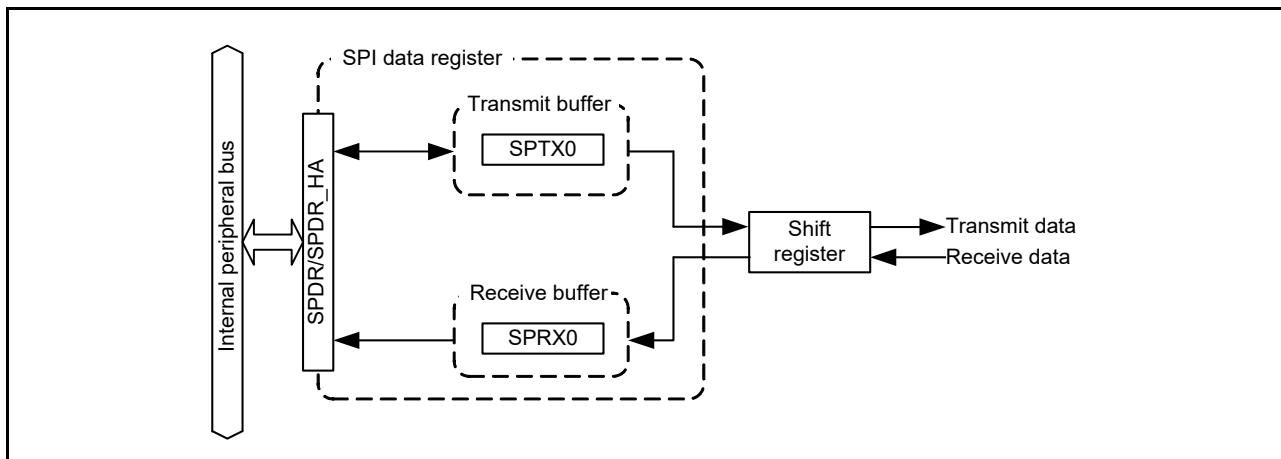 SPI data register
Internal peripheral bus
SPDR/SPDR_HA
Transmit buffer
SPTX0
Receive buffer
SPRX0
Shift
register
Transmit data
Receive data